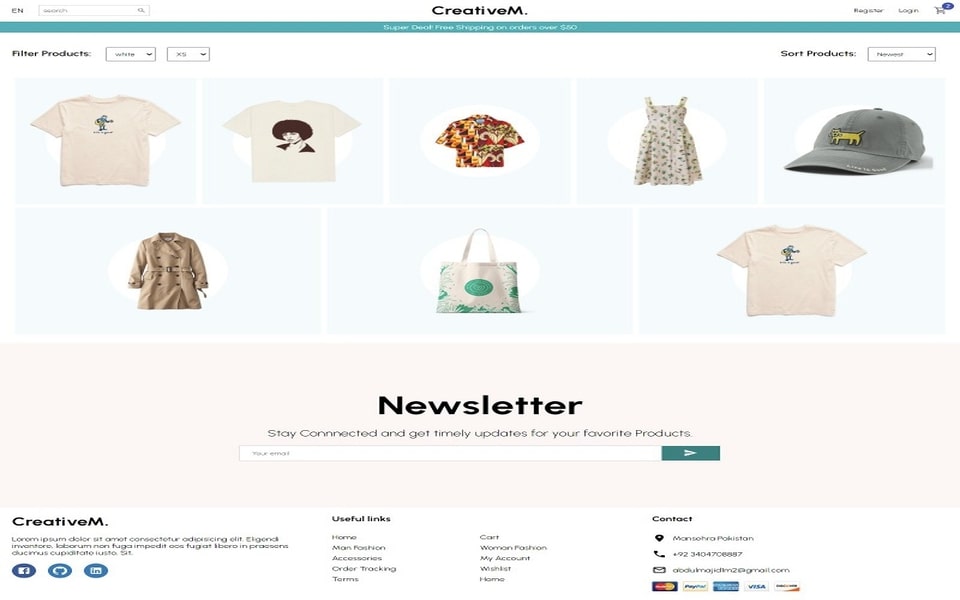 EN
search
CreativeM.
Register
Login
2
Super Deal! Free Shipping on orders over $50
Filter Products:
white
XS
Sort Products:
Newest
Newsletter
Stay Connnected and get timely updates for your favorite Products.
Your email
CreativeM.
Lorem ipsum dolor sit amet consectetur adipisicing elit. Eligendi
inventore, laborum non fuga impedit eos fugiat libero in praesens
ducimus cupiditate iusto. Sit.
Useful links
Home
Cart
Man Fashion
Woman Fashion
Accessories
My Account
Order Tracking
Wishlist
Terms
Home
Contact
Mansehra Pakistan
+92 3404708887
abdulmajid1m2@gmail.com
PayPal
VISA
DISCOVER